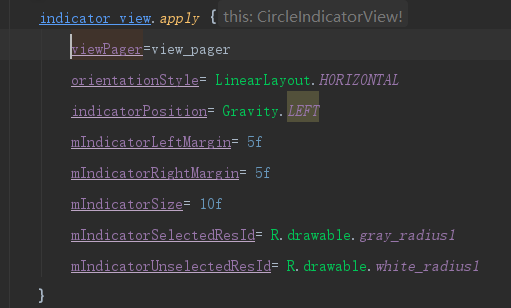 indicator_view.apply { this: CircleIndicatorView!
viewPager=view_pager
orientationStyle= LinearLayout.HORIZONTAL
indicatorPosition= Gravity.LEFT
mIndicatorLeftMargin= 5f
mIndicatorRightMargin= 5f
mIndicatorSize= 10f
mIndicatorSelectedResId= R.drawable.gray_radius1
mIndicatorUnselectedResId= R.drawable.white_radius1
}